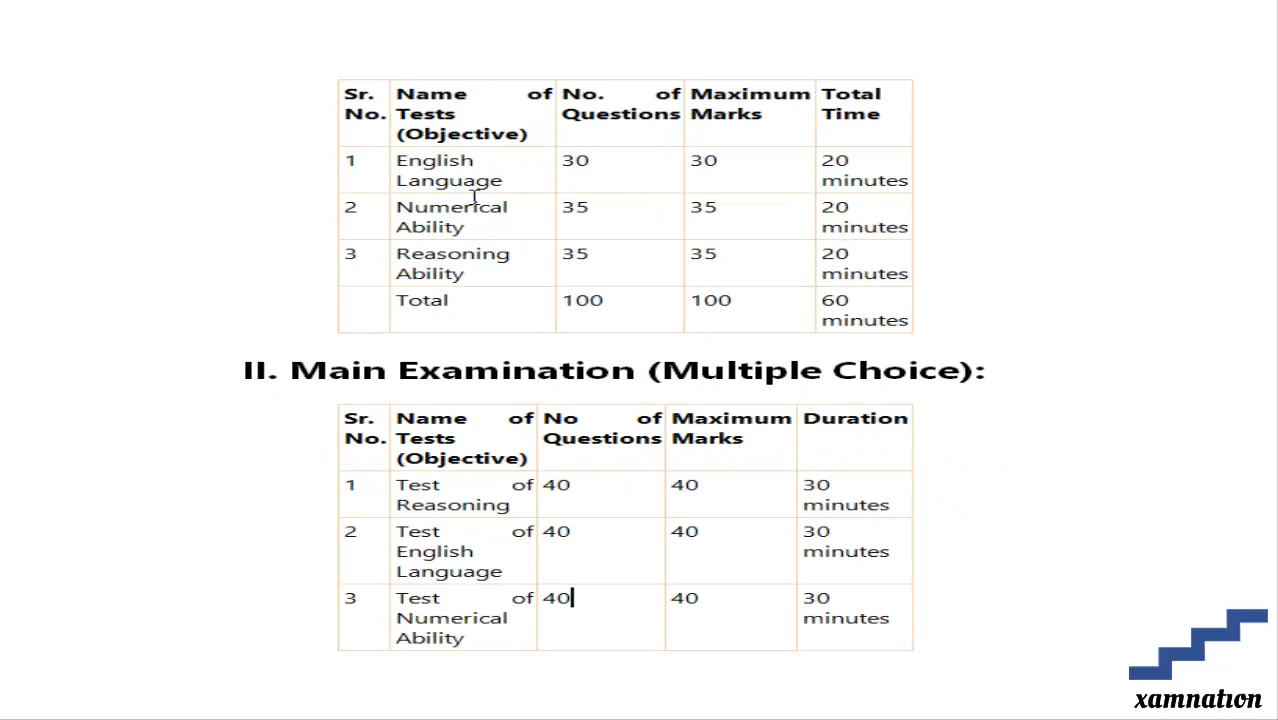 Sr. No. Name of Tests (Objective) No. of Questions Maximum Marks Total Time
1 English Language 30 30 20 minutes
2 Numerical Ability 35 35 20 minutes
3 Reasoning Ability 35 35 20 minutes
Total 100 100 60 minutes
II. Main Examination (Multiple Choice):
Sr. No. Name of Tests (Objective) No of Questions Maximum Marks Duration
1 Test of Reasoning 40 40 30 minutes
2 Test of English Language 40 40 30 minutes
3 Test of Numerical Ability 40 40 30 minutes
xamnation